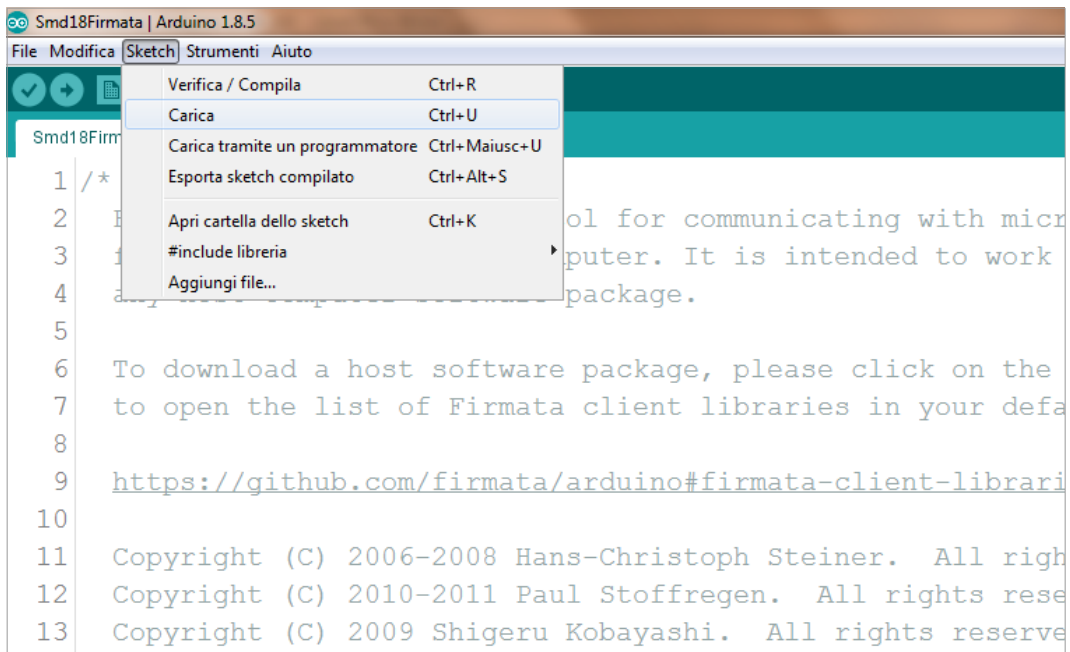 Smd18Firmata | Arduino 1.8.5
File Modifica Sketch Strumenti Aiuto
Verifica / Compila Ctrl+R
Carica Ctrl+U
Carica tramite un programmatore Ctrl+Maiusc+U
Esporta sketch compilato Ctrl+Alt+S
Apri cartella dello sketch Ctrl+K
#include libreria
Aggiungi file...
Smd18Firm
1 /*
2 ol for communicating with micr
3 puter. It is intended to work
4 package.
5
6 To download a host software package, please click on the
7 to open the list of Firmata client libraries in your defa
8
9 https://github.com/firmata/arduino#firmata-client-librari
10
11 Copyright (C) 2006-2008 Hans-Christoph Steiner. All righ
12 Copyright (C) 2010-2011 Paul Stoffregen. All rights rese
13 Copyright (C) 2009 Shigeru Kobayashi. All rights reserve